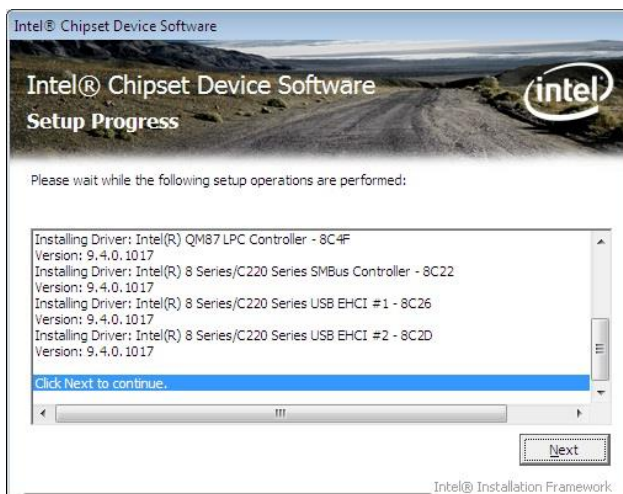 Intel® Chipset Device Software
Intel® Chipset Device Software
intel
Setup Progress
Please wait while the following setup operations are performed:
Installing Driver: Intel(R) QM87 LPC Controller - 8C4F
Version: 9.4.0.1017
Installing Driver: Intel(R) 8 Series/C220 Series SMBus Controller - 8C22
Version: 9.4.0.1017
Installing Driver: Intel(R) 8 Series/C220 Series USB EHCI #1 - 8C26
Version: 9.4.0.1017
Installing Driver: Intel(R) 8 Series/C220 Series USB EHCI #2 - 8C2D
Version: 9.4.0.1017
Click Next to continue.
Next
Intel® Installation Framework